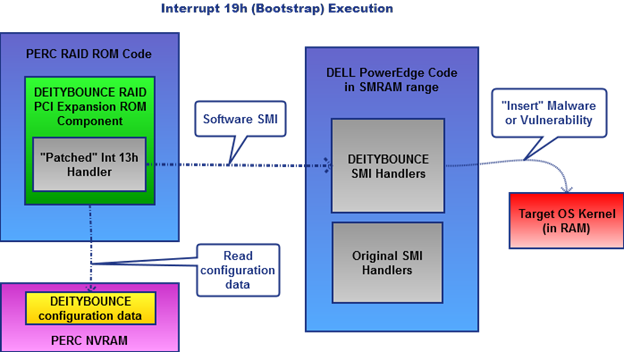 Interrupt 19h (Bootstrap) Execution
PERC RAID ROM Code
DEITYBOUNCE RAID
PCI Expansion ROM
Component
"Patched" Int 13h
Handler
Software SMI
DELL PowerEdge Code
in SMRAM range
DEITYBOUNCE
SMI Handlers
Original SMI
Handlers
"Insert" Malware
or Vulnerability
Target OS Kernel
(in RAM)
Read
configuration
data
DEITYBOUNCE
configuration data
PERC NVRAM